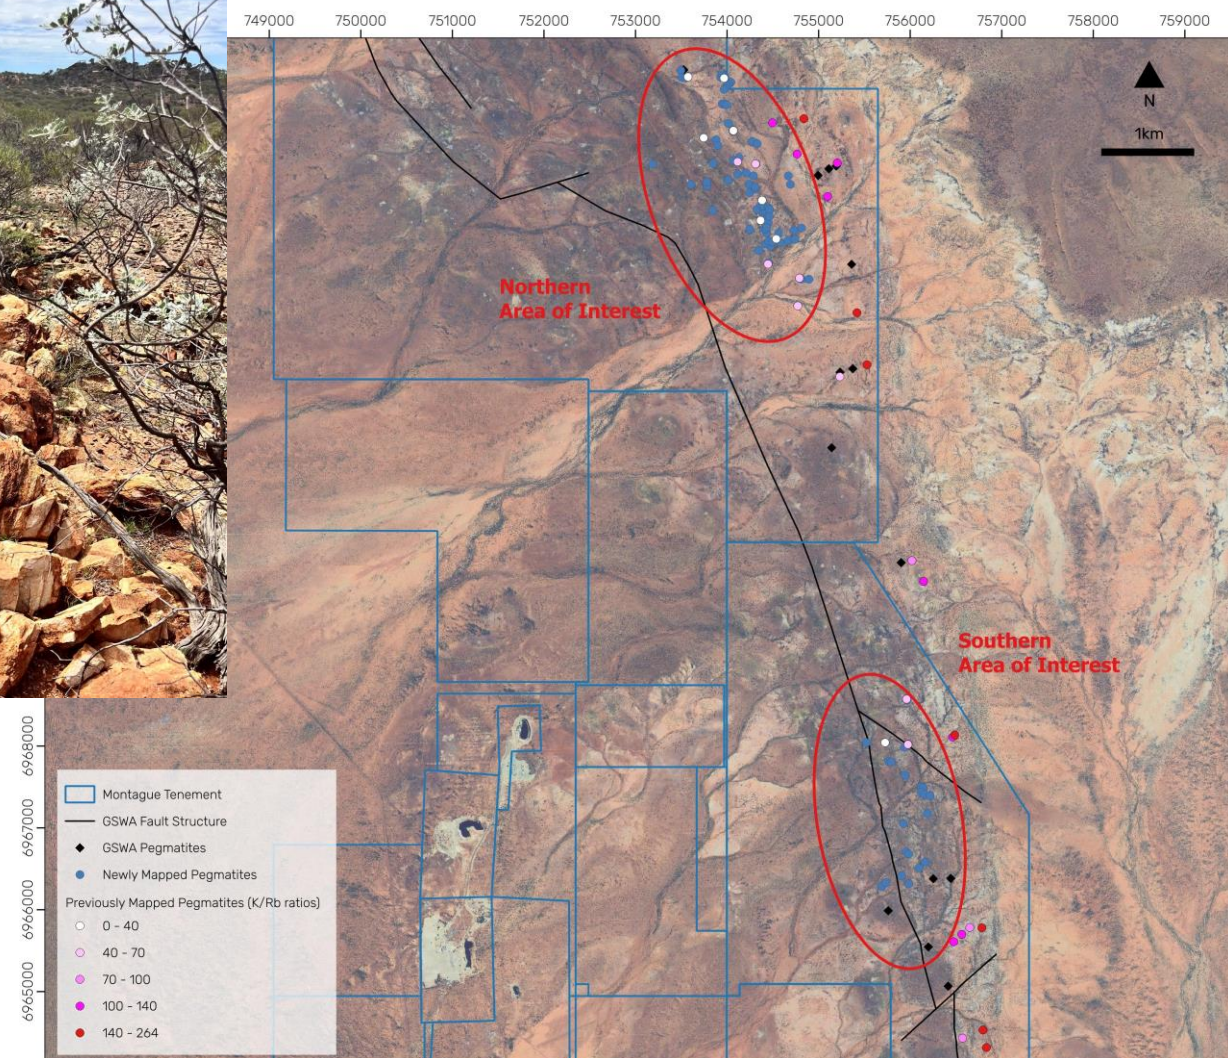 749000 750000 751000 752000 753000 754000 755000 756000 757000 758000 759000
N
1km
Northern
Area of Interest
Southern
Area of Interest
6968000
6967000
6966000
6965000
Montague Tenement
GSWA Fault Structure
GSWA Pegmatites
Newly Mapped Pegmatites
Previously Mapped Pegmatites (K/Rb ratios)
0 - 40
40 - 70
70 - 100
100 - 140
140 - 264